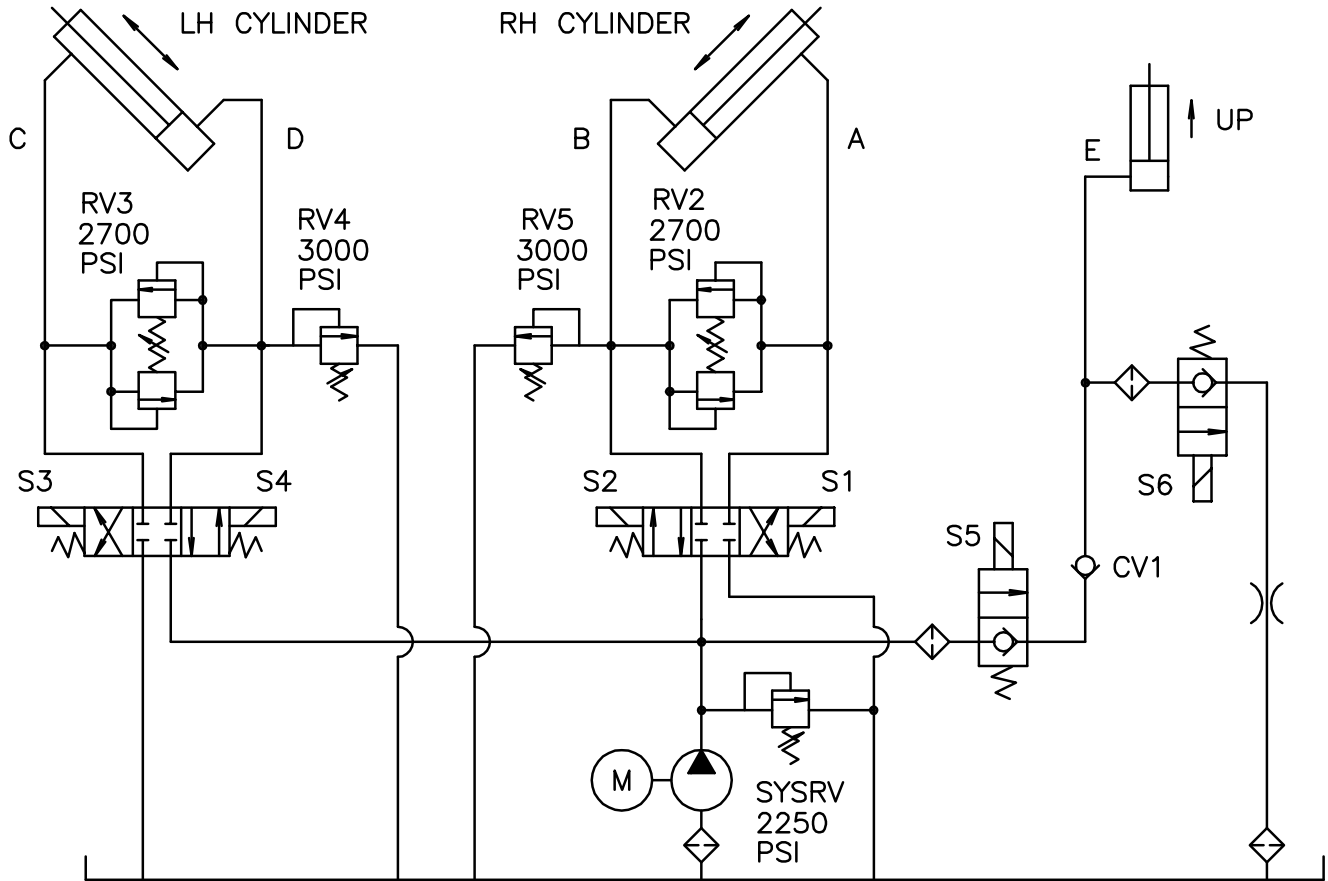 LH CYLINDER
RH CYLINDER
C
D
B
A
E
UP
RV3
2700
PSI
RV4
3000
PSI
RV5
3000
PSI
RV2
2700
PSI
S3
S4
S2
S1
S6
S5
CV1
M
SYSRV
2250
PSI